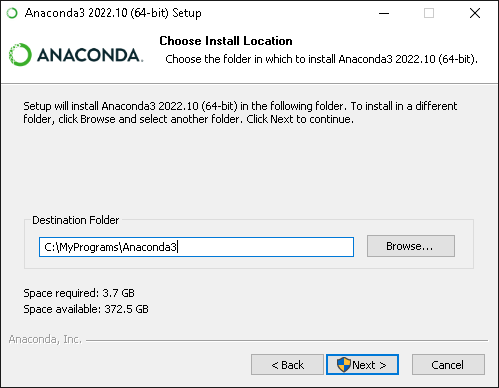 Anaconda3 2022.10 (64-bit) Setup
ANACONDA.
Choose Install Location
Choose the folder in which to install Anaconda3 2022.10 (64-bit).
Setup will install Anaconda3 2022.10 (64-bit) in the following folder. To install in a different
folder, click Browse and select another folder. Click Next to continue.
Destination Folder
C:\MyPrograms\Anaconda3
Browse...
Space required: 3.7 GB
Space available: 372.5 GB
Anaconda, Inc.
< Back
Next >
Cancel